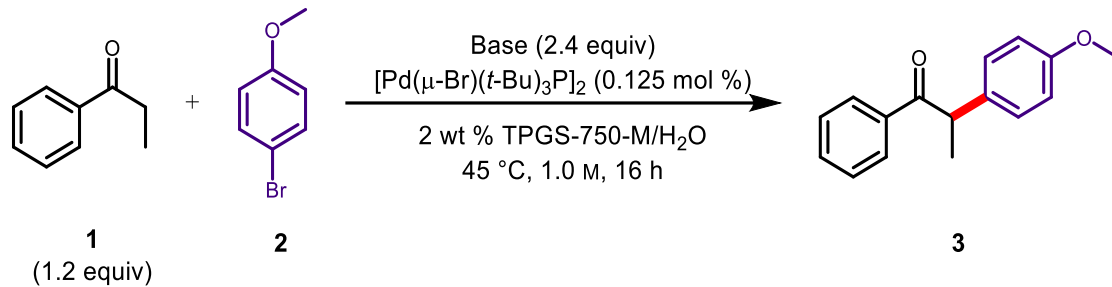 O
1
(1.2 equiv)
+
O
Br
2
Base (2.4 equiv)
[Pd(μ-Br)(t-Bu)₃P]₂ (0.125 mol %)
2 wt % TPGS-750-M/H₂O
45 °C, 1.0 M, 16 h
O
O
3